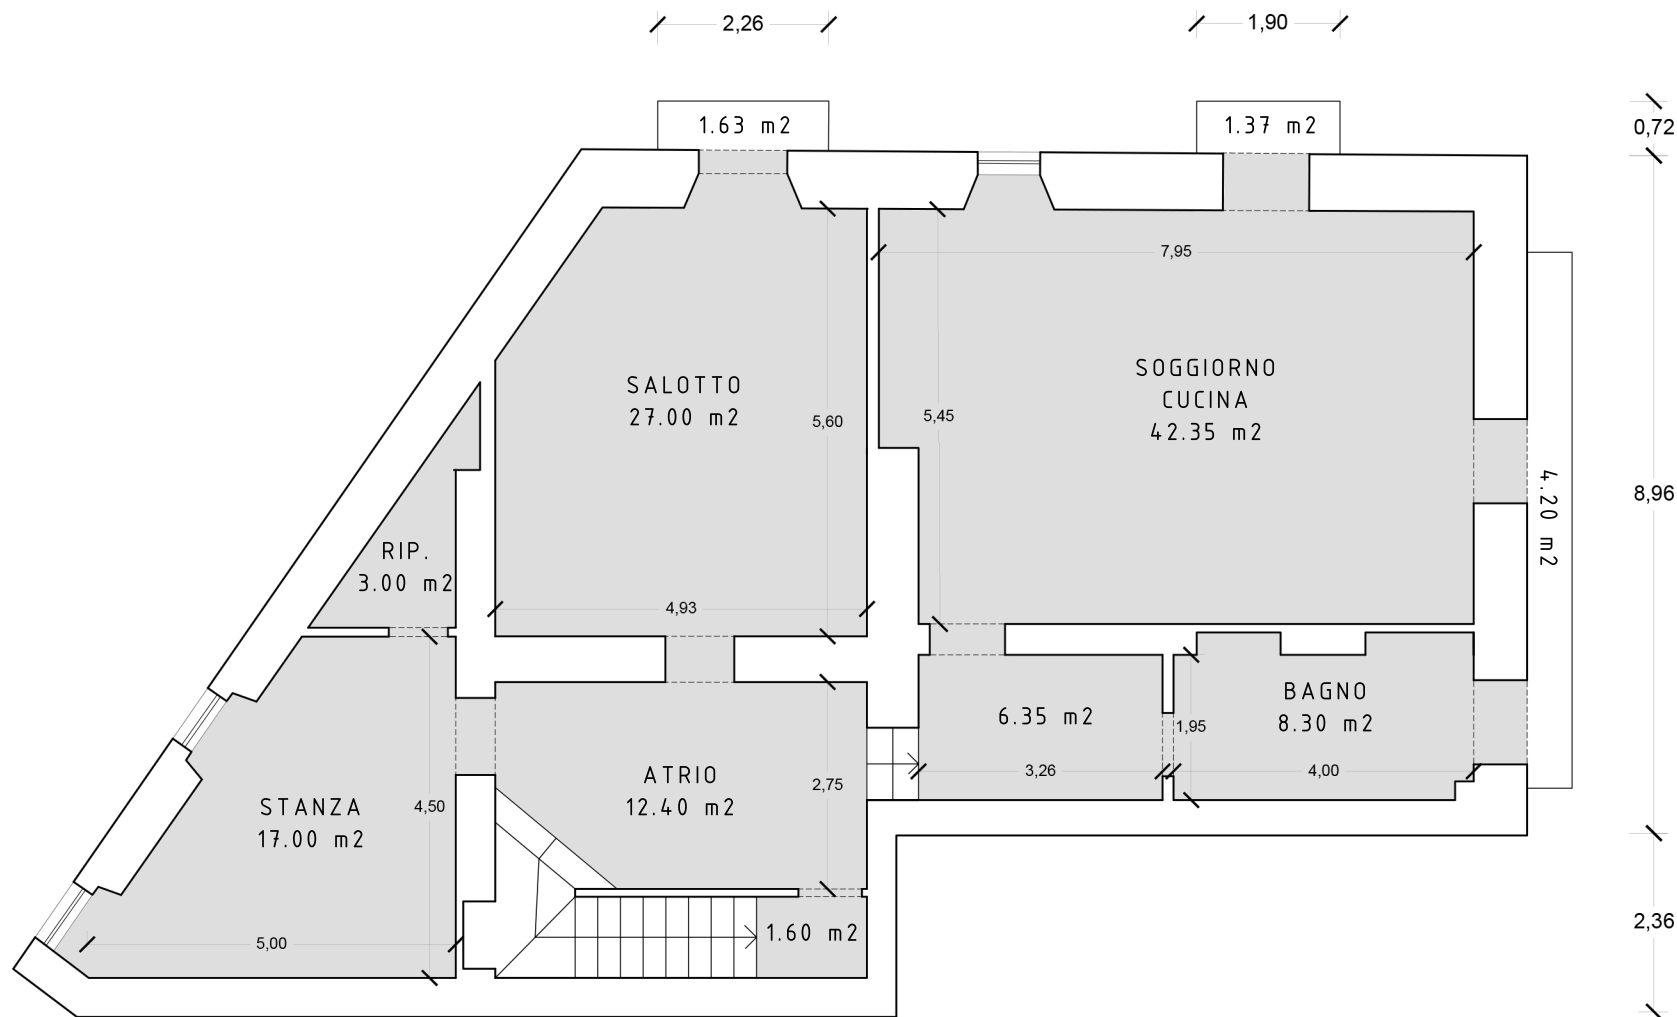 2,26
1,90
1.63 m2
1.37 m2
0,72
7,95
SALOTTO
27.00 m2
5,60
5,45
SOGGIORNO
CUCINA
42.35 m2
4.20 m2
8,96
RIP.
3.00 m2
4,93
6.35 m2
BAGNO
8.30 m2
1,95
3,26
4,00
ATRIO
12.40 m2
2,75
STANZA
17.00 m2
4,50
5,00
1.60 m2
2,36